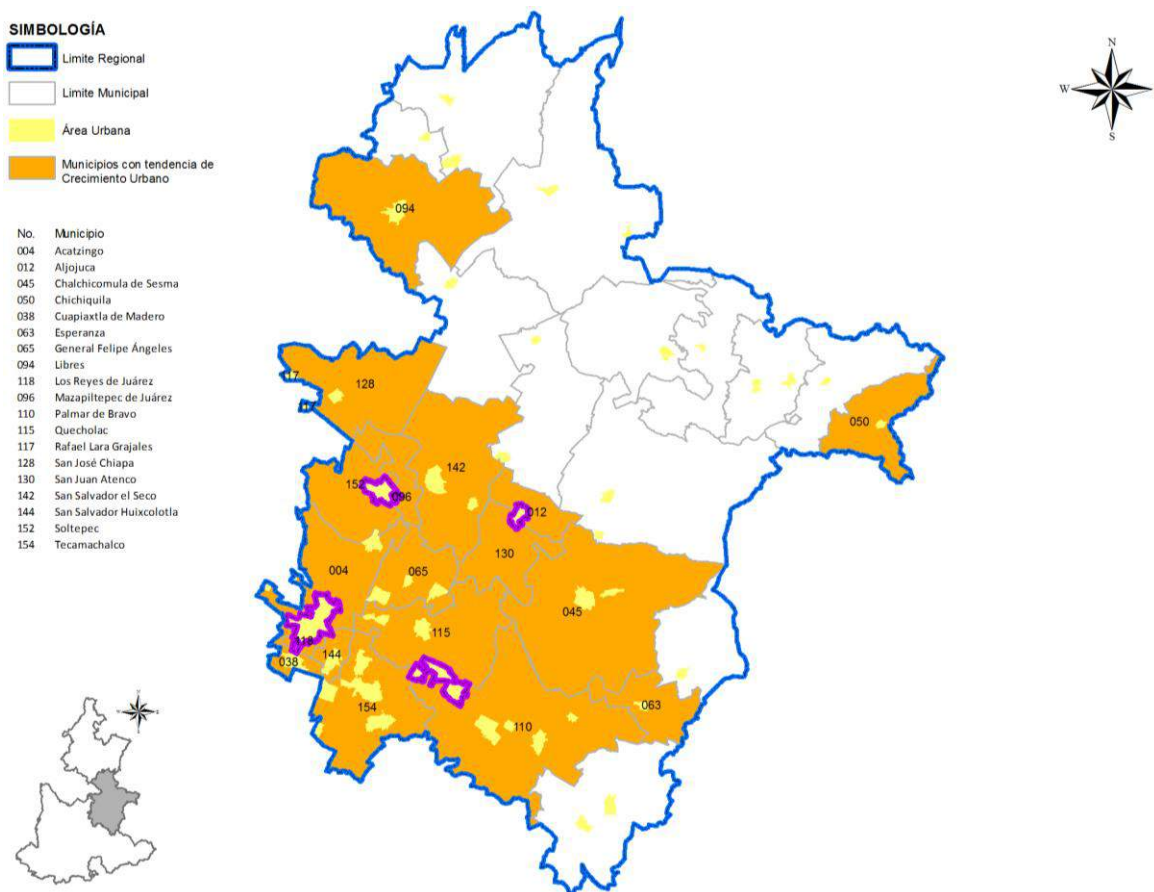 SIMBOLOGÍA
Limite Regional
Limite Municipal
Área Urbana
Municipios con tendencia de
Crecimiento Urbano
No. Municipio
004 Acatzingo
012 Aljojuca
045 Chalchicomula de Sesma
050 Chichiquila
038 Cuapiaxtla de Madero
063 Esperanza
065 General Felipe Ángeles
094 Libres
118 Los Reyes de Juárez
096 Mazapiltepec de Juárez
110 Palmar de Bravo
115 Quecholac
117 Rafael Lara Grajales
128 San José Chiapa
130 San Juan Atenco
142 San Salvador el Seco
144 San Salvador Huixcolotla
152 Soltepec
154 Tecamachalco
N
W
S
094
128
050
142
152
096
012
130
004
065
045
115
118
038
144
154
110
063